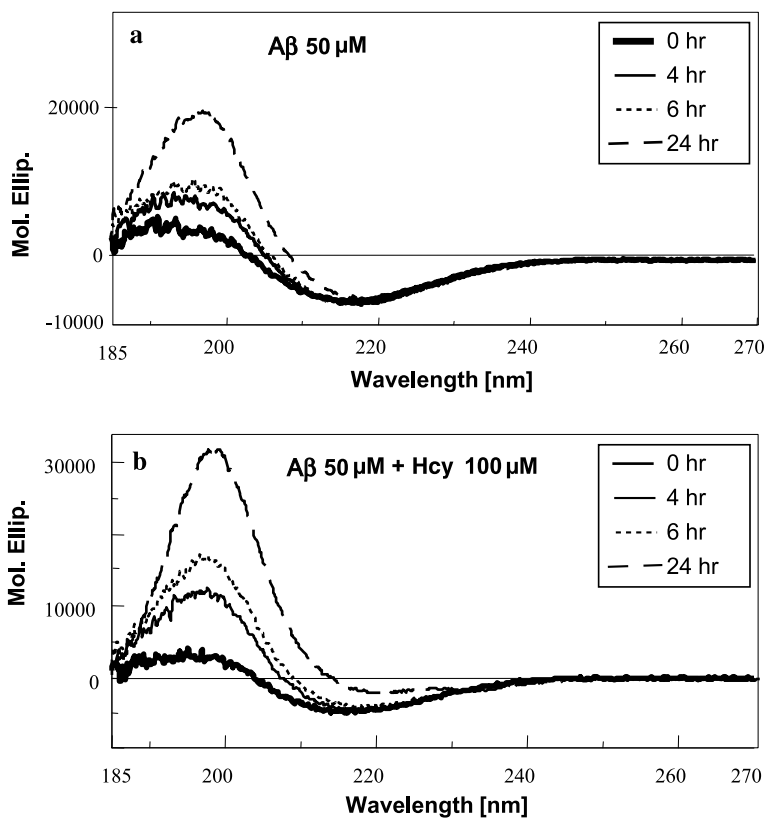 a
Aβ 50 μM
0 hr
4 hr
6 hr
24 hr
20000
0
-10000
Mol. Ellip.
185
200
220
240
260
270
Wavelength [nm]
b
Aβ 50 μM + Hcy 100 μM
0 hr
4 hr
6 hr
24 hr
30000
10000
0
Mol. Ellip.
185
200
220
240
260
270
Wavelength [nm]